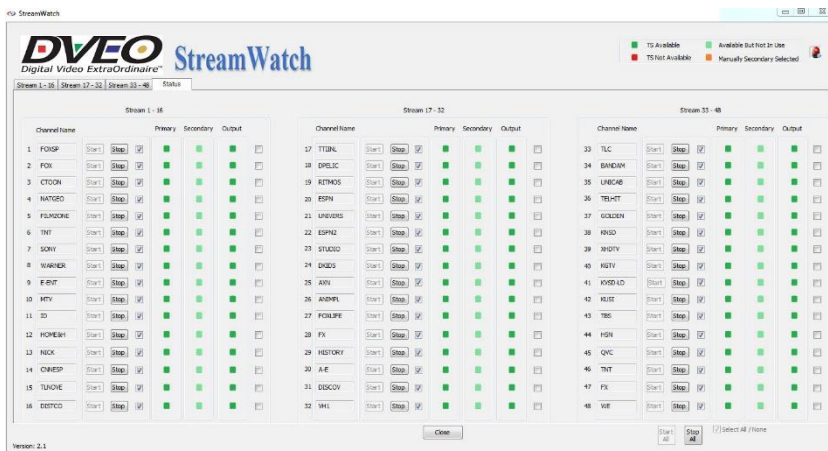 StreamWatch
DVEO
Digital Video ExtraOrdinaire™
StreamWatch
TS Available
Available But Not In Use
TS Not Available
Manually Secondary Selected
Stream 1 - 16 Stream 17 - 32 Stream 33 - 48 Status
Stream 1 - 16
Channel Name Primary Secondary Output
1 FOXSP Start Stop
2 FOX Start Stop
3 CTOON Start Stop
4 NATGEO Start Stop
5 FILMZONE Start Stop
6 TNT Start Stop
7 SONY Start Stop
8 WARNER Start Stop
9 E-ENT Start Stop
10 MTV Start Stop
11 ID Start Stop
12 HOME&H Start Stop
13 NICK Start Stop
14 CNNESP Start Stop
15 TLNOVE Start Stop
16 DISTCO Start Stop
Stream 17 - 32
Channel Name Primary Secondary Output
17 Start Stop
18 DPELIC Start Stop
19 RITMOS Start Stop
20 ESPN Start Stop
21 UNIVERS Start Stop
22 ESPN2 Start Stop
23 STUDIO Start Stop
24 DKIDS Start Stop
25 AXN Start Stop
26 ANIMPL Start Stop
27 FOXLIFE Start Stop
28 FX Start Stop
29 HISTORY Start Stop
30 A-E Start Stop
31 DISCOV Start Stop
32 VH1 Start Stop
Stream 33 - 48
Channel Name Primary Secondary Output
33 TLC Start Stop
34 BANDAM Start Stop
35 UNICAB Start Stop
36 TELHIT Start Stop
37 GOLDEN Start Stop
38 KNSD Start Stop
39 XHDTV Start Stop
40 KGTV Start Stop
41 KYSD-LD Start Stop
42 KUSI Start Stop
43 TBS Start Stop
44 HSN Start Stop
45 QVC Start Stop
46 TNT Start Stop
47 FX Start Stop
48 WE Start Stop
Close
Start All
Stop All
Select All / None
Version: 2.1